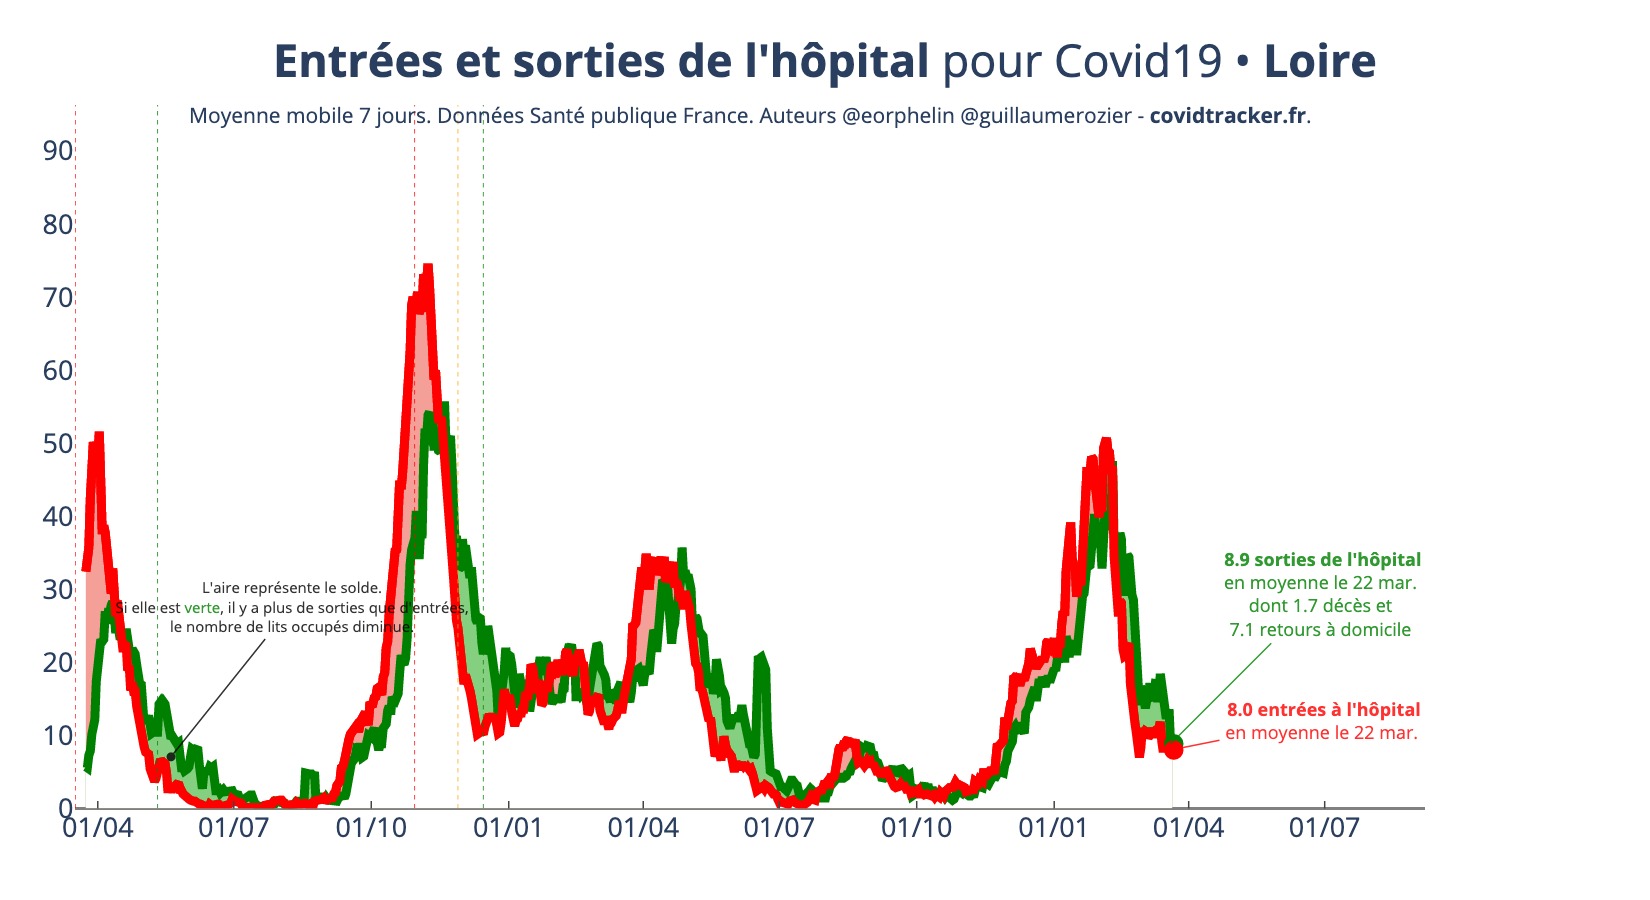 Entrées et sorties de l'hôpital pour Covid19 • Loire
Moyenne mobile 7 jours. Données Santé publique France. Auteurs @eorphelin @guillaumerozier - covidtracker.fr.
90
80
70
60
50
40
30
20
10
0
L'aire représente le solde.
Si elle est verte, il y a plus de sorties que d'entrées,
le nombre de lits occupés diminue.
8.9 sorties de l'hôpital
en moyenne le 22 mar.
dont 1.7 décès et
7.1 retours à domicile
8.0 entrées à l'hôpital
en moyenne le 22 mar.
01/04 01/07 01/10 01/01 01/04 01/07 01/10 01/01 01/04 01/07